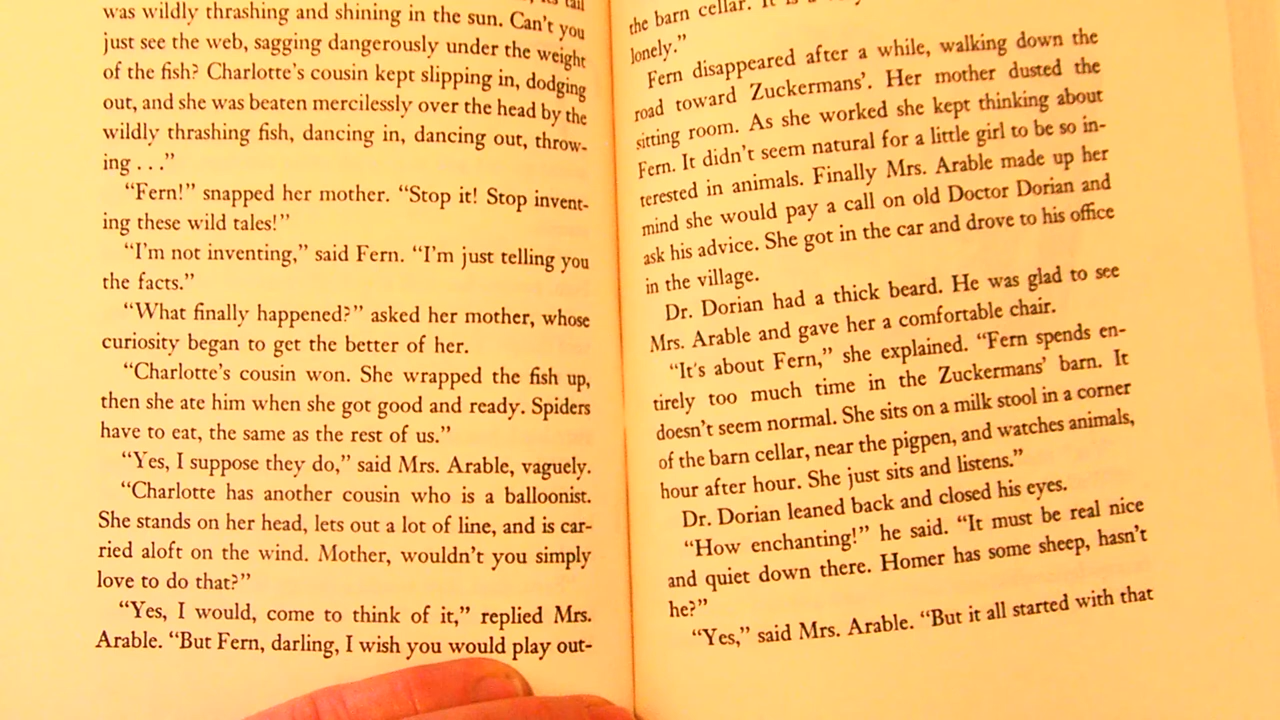 was wildly thrashing and shining in the sun. Can't you
just see the web, sagging dangerously under the weight
of the fish? Charlotte's cousin kept slipping in, dodging
out, and she was beaten mercilessly over the head by the
wildly thrashing fish, dancing in, dancing out, throw-
ing . . ."
"Fern!" snapped her mother. "Stop it! Stop invent-
ing these wild tales!"
"I'm not inventing," said Fern. "I'm just telling you
the facts."
"What finally happened?" asked her mother, whose
curiosity began to get the better of her.
"Charlotte's cousin won. She wrapped the fish up,
then she ate him when she got good and ready. Spiders
have to eat, the same as the rest of us."
"Yes, I suppose they do," said Mrs. Arable, vaguely.
"Charlotte has another cousin who is a balloonist.
She stands on her head, lets out a lot of line, and is car-
ried aloft on the wind. Mother, wouldn't you simply
love to do that?"
"Yes, I would, come to think of it," replied Mrs.
Arable. "But Fern, darling, I wish you would play out-
the barn cellar. It is a
lonely."
Fern disappeared after a while, walking down the
road toward Zuckermans'. Her mother dusted the
sitting room. As she worked she kept thinking about
Fern. It didn't seem natural for a little girl to be so in-
terested in animals. Finally Mrs. Arable made up her
mind she would pay a call on old Doctor Dorian and
ask his advice. She got in the car and drove to his office
in the village.
Dr. Dorian had a thick beard. He was glad to see
Mrs. Arable and gave her a comfortable chair.
"It's about Fern," she explained. "Fern spends en-
tirely too much time in the Zuckermans' barn. It
doesn't seem normal. She sits on a milk stool in a corner
of the barn cellar, near the pigpen, and watches animals,
hour after hour. She just sits and listens."
Dr. Dorian leaned back and closed his eyes.
"How enchanting!" he said. "It must be real nice
and quiet down there. Homer has some sheep, hasn't
he?"
"Yes," said Mrs. Arable. "But it all started with that